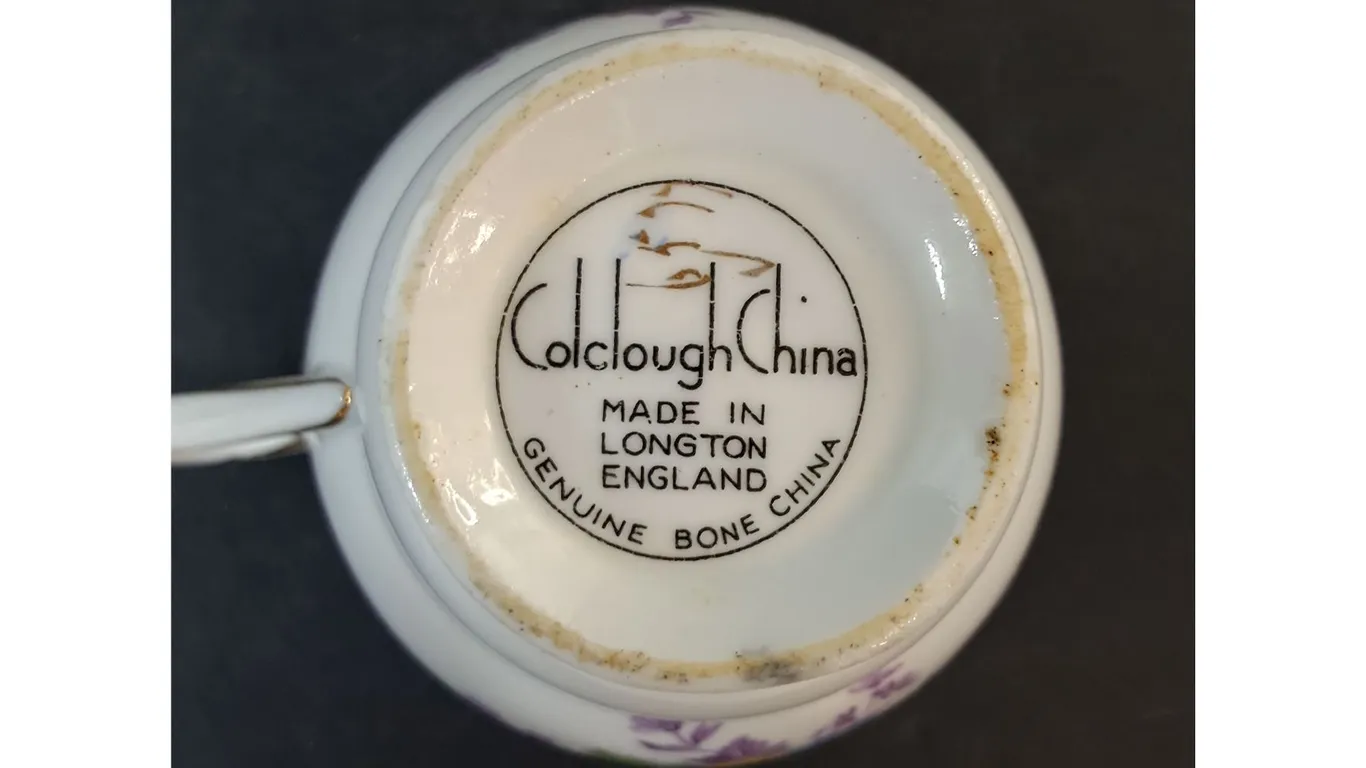 Colclough China
MADE IN
LONGTON
ENGLAND
GENUINE BONE CHINA